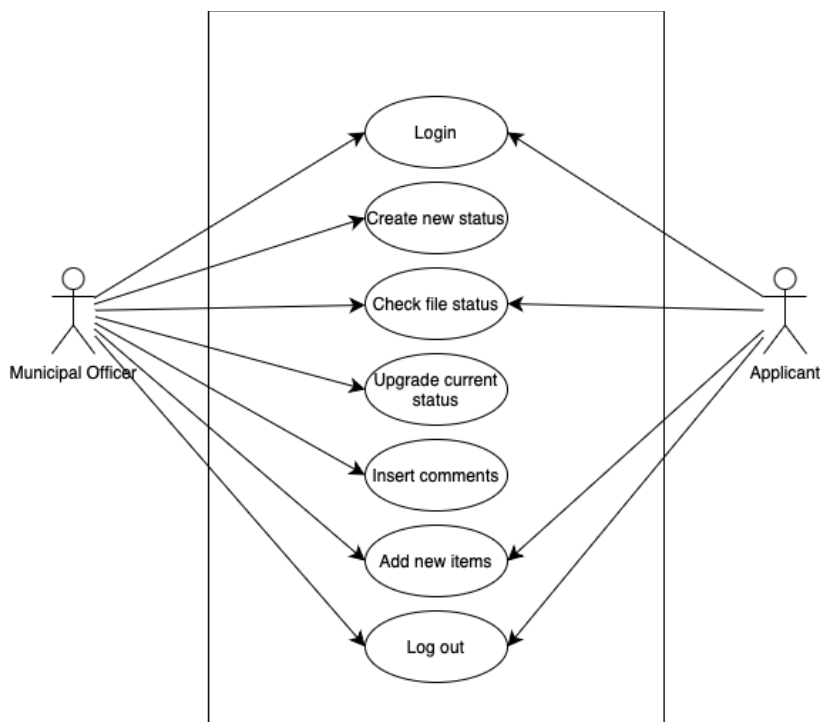 Login
Create new status
Check file status
Municipal Officer
Applicant
Upgrade current
status
Insert comments
Add new items
Log out